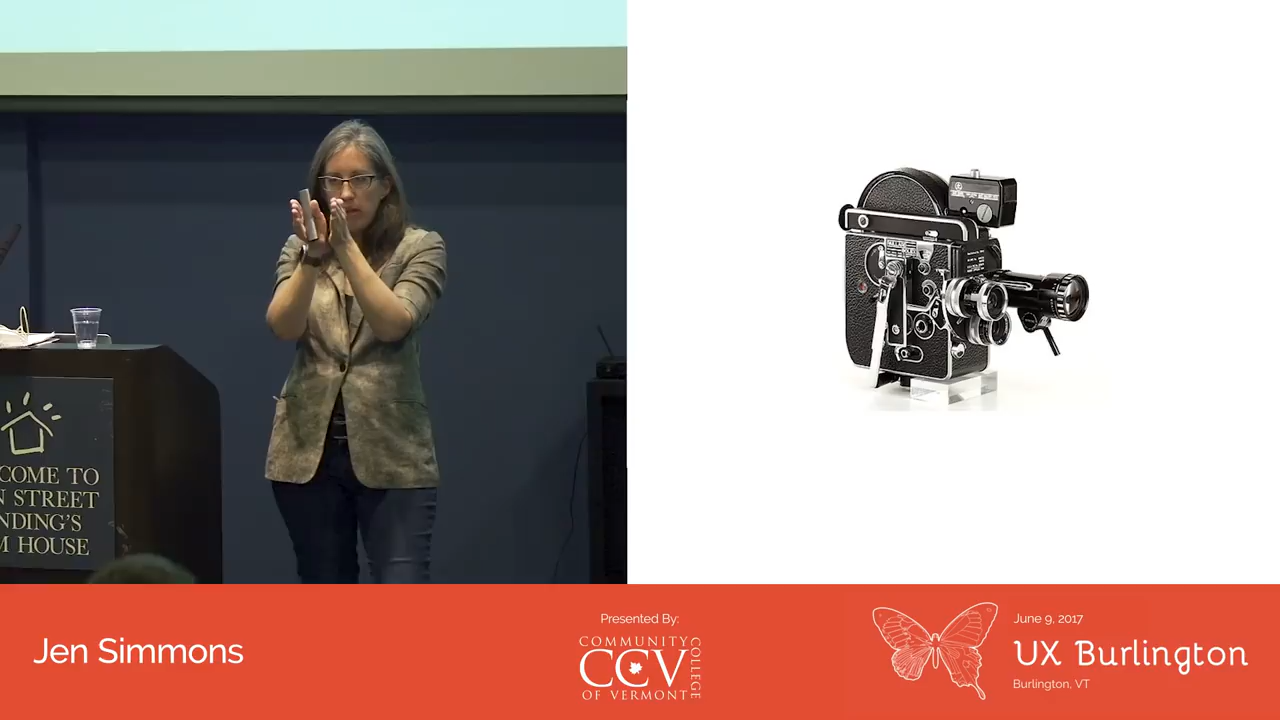 COME TO
N STREET
NDING'S
M HOUSE
Jen Simmons
Presented By:
COMMUNITY
COLLEGE
CCV
OF VERMONT
June 9, 2017
UX Burlington
Burlington, VT